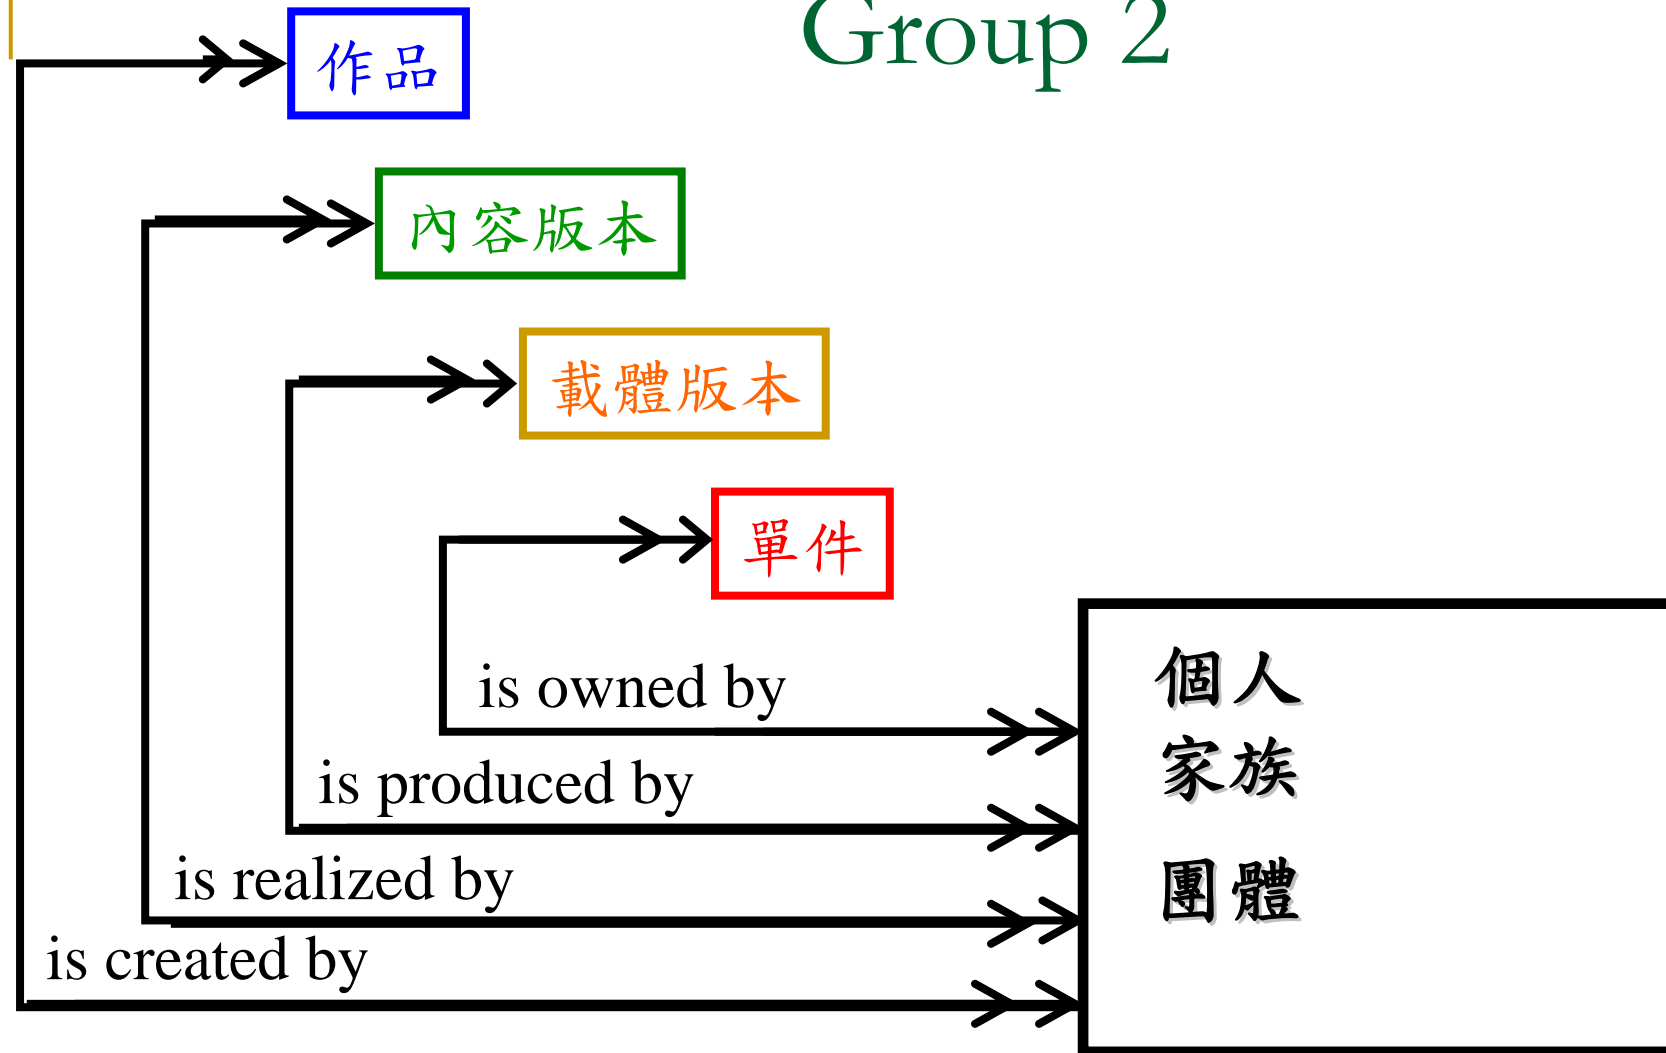 Group 2
作品
內容版本
載體版本
單件
is owned by
is produced by
is realized by
is created by
個人
家族
團體